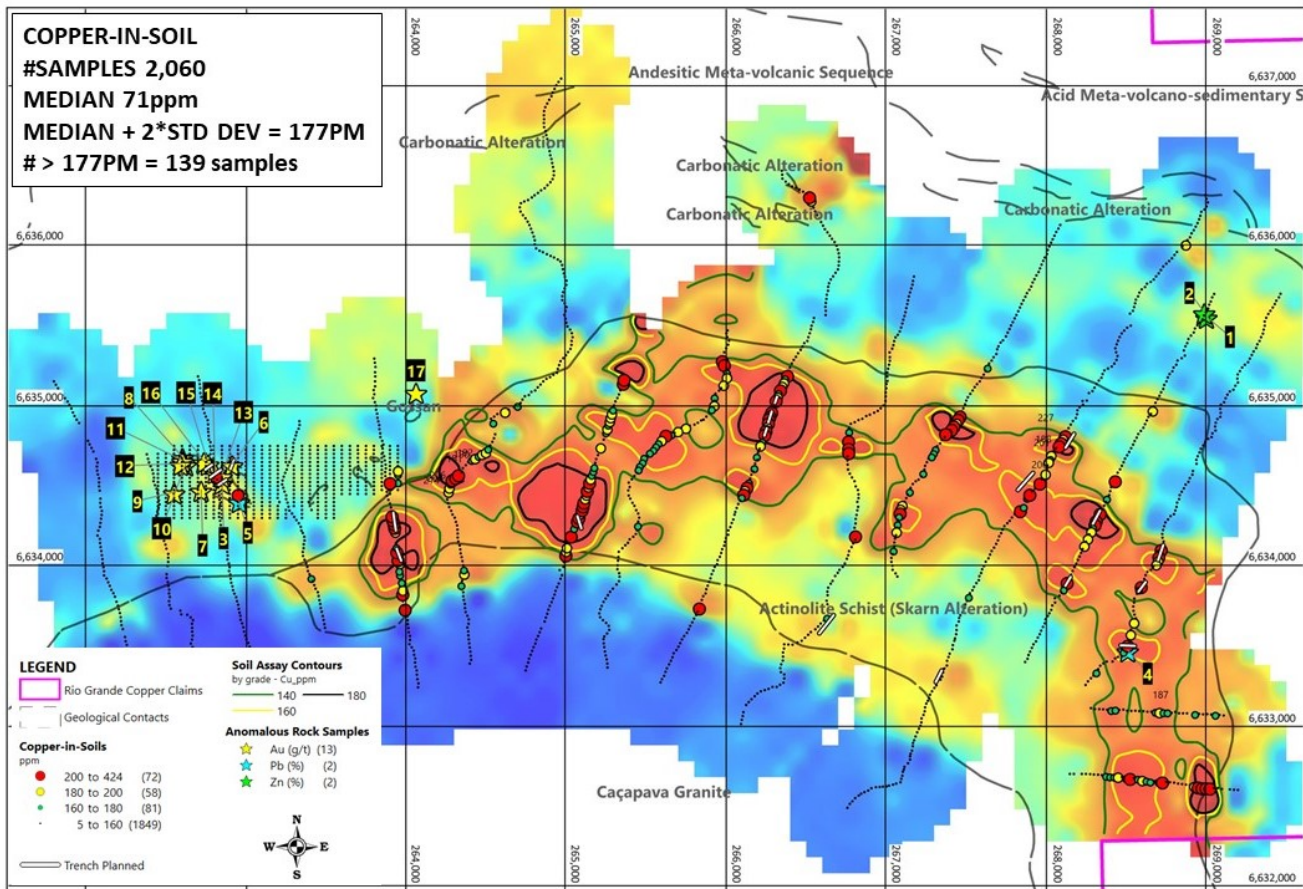 COPPER-IN-SOIL
#SAMPLES 2,060
MEDIAN 71ppm
MEDIAN + 2*STD DEV = 177PM
# > 177PM = 139 samples
264,000
265,000
266,000
267,000
268,000
269,000
Andesitic Meta-volcanic Sequence
6,637,000
Acid Meta-volcano-sedimentary S
Carbonatic Alteration
Carbonatic Alteration
Carbonatic Alteration
Carbonatic Alteration
6,636,000
6,636,000
2
1
17
16
15
14
8
13
6
11
Gossan
6,635,000
6,635,000
227
12
9
10
7
3
5
6,634,000
6,634,000
Actinolite Schist (Skarn Alteration)
4
187
6,633,000
Caçapava Granite
LEGEND
Rio Grande Copper Claims
Geological Contacts
Copper-in-Soils
ppm
200 to 424 (72)
180 to 200 (58)
160 to 180 (81)
5 to 160 (1849)
Trench Planned
Soil Assay Contours
by grade - Cu_ppm
140 180
160
Anomalous Rock Samples
Au (g/t) (13)
Pb (%) (2)
Zn (%) (2)
N
W E
S
264,000
265,000
266,000
267,000
268,000
269,000
6,632,000